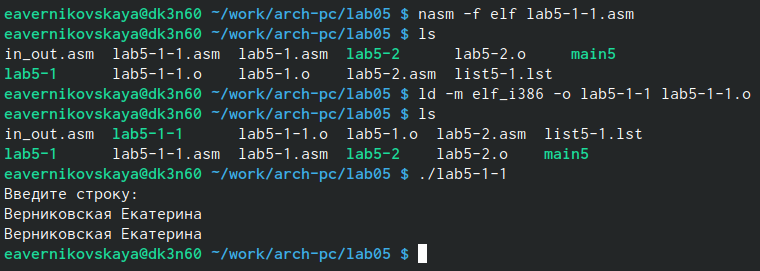 eavernikovskaya@dk3n60 ~/work/arch-pc/lab05 $ nasm -f elf lab5-1-1.asm
eavernikovskaya@dk3n60 ~/work/arch-pc/lab05 $ ls
in_out.asm lab5-1-1.asm lab5-1.asm lab5-2 lab5-2.o main5
lab5-1 lab5-1-1.o lab5-1.o lab5-2.asm list5-1.lst
eavernikovskaya@dk3n60 ~/work/arch-pc/lab05 $ ld -m elf_i386 -o lab5-1-1 lab5-1-1.o
eavernikovskaya@dk3n60 ~/work/arch-pc/lab05 $ ls
in_out.asm lab5-1-1 lab5-1-1.o lab5-1.o lab5-2.asm list5-1.lst
lab5-1 lab5-1-1.asm lab5-1.asm lab5-2 lab5-2.o main5
eavernikovskaya@dk3n60 ~/work/arch-pc/lab05 $ ./lab5-1-1
Введите строку:
Верниковская Екатерина
Верниковская Екатерина
eavernikovskaya@dk3n60 ~/work/arch-pc/lab05 $